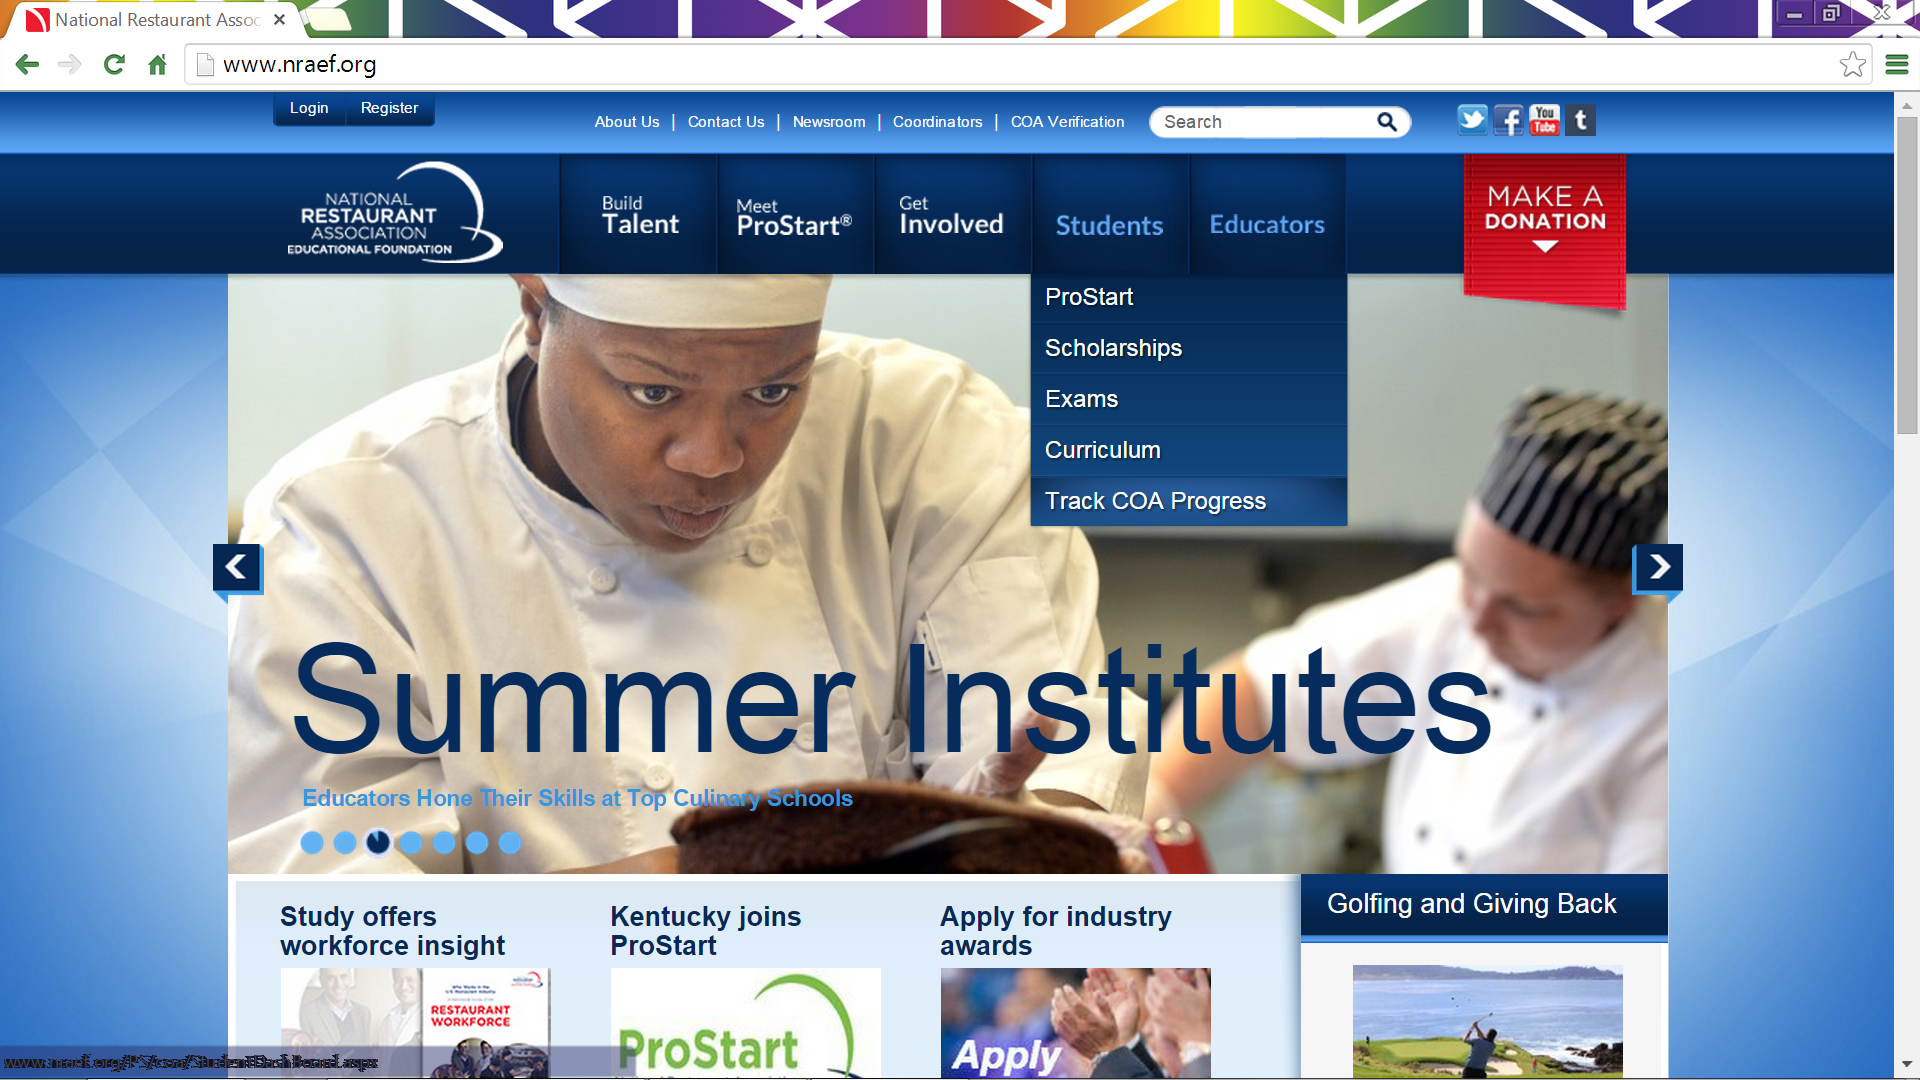 National Restaurant Assoc
www.nraef.org
Login Register
About Us | Contact Us | Newsroom | Coordinators | COA Verification
Search
You
Tube
t
NATIONAL
RESTAURANT
ASSOCIATION
EDUCATIONAL FOUNDATION
Build
Talent
Meet
ProStart®
Get
Involved
Students
Educators
MAKE A
DONATION
ProStart
Scholarships
Exams
Curriculum
Track COA Progress
Summer Institutes
Educators Hone Their Skills at Top Culinary Schools
Study offers
workforce insight
Kentucky joins
ProStart
Apply for industry
awards
Golfing and Giving Back
RESTAURANT
WORKFORCE
ProStart
Apply